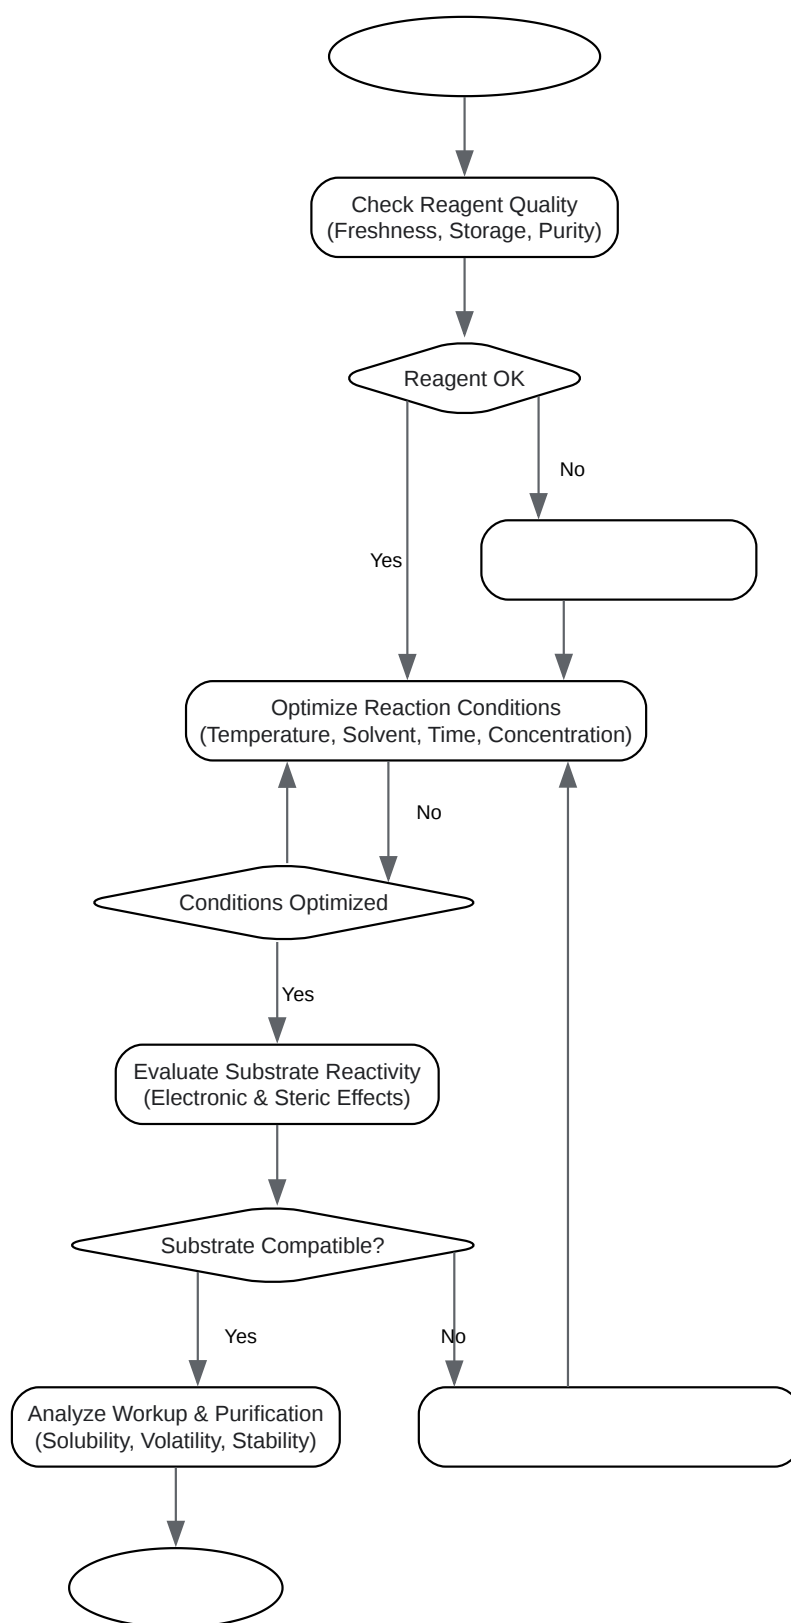 Check Reagent Quality
(Freshness, Storage, Purity)
Reagent OK
No
Yes
Optimize Reaction Conditions
(Temperature, Solvent, Time, Concentration)
No
Conditions Optimized
Yes
Evaluate Substrate Reactivity
(Electronic & Steric Effects)
Substrate Compatible?
Yes
No
Analyze Workup & Purification
(Solubility, Volatility, Stability)